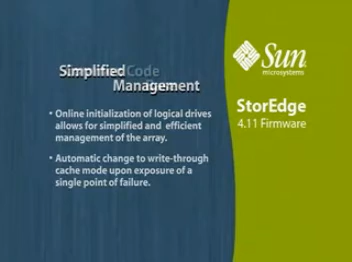 Simplified Code
Management
• Online initialization of logical drives
allows for simplified and efficient
management of the array.
• Automatic change to write-through
cache mode upon exposure of a
single point of failure.
Sun
microsystems
StorEdge
4.11 Firmware